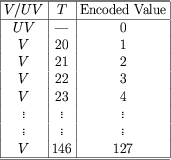 V/UV T Encoded Value
UV — 0
V 20 1
V 21 2
V 22 3
V 23 4
⋮ ⋮ ⋮
⋮ ⋮ ⋮
V 146 127